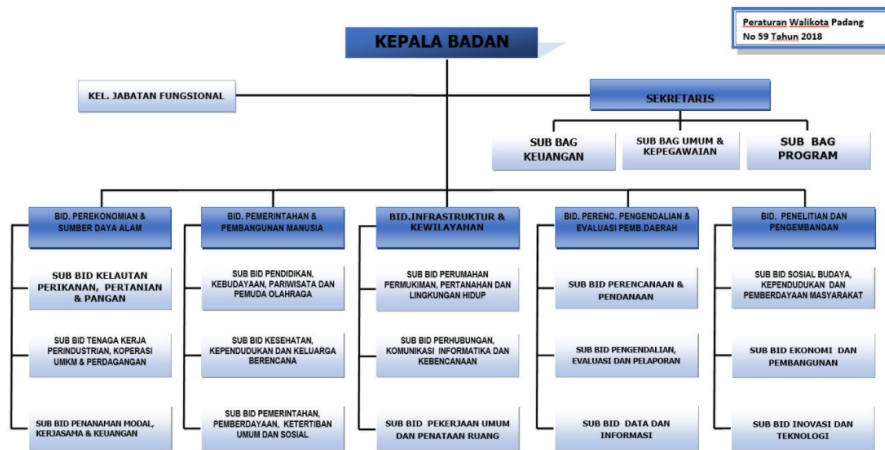 Peraturan Walikota Padang
No 59 Tahun 2018
KEPALA BADAN
KEL. JABATAN FUNGSIONAL
SEKRETARIS
SUB BAG
KEUANGAN
SUB BAG UMUM &
KEPEGAWAIAN
SUB BAG
PROGRAM
BID. PEREKONOMIAN &
SUMBER DAYA ALAM
BID. PEMERINTAHAN &
PEMBANGUNAN MANUSIA
BID.INFRASTRUKTUR &
KEWILAYAHAN
BID. PERENC. PENGENDALIAN &
EVALUASI PEMB.DAERAH
BID. PENELITIAN DAN
PENGEMBANGAN
SUB BID KELAUTAN
PERIKANAN, PERTANIAN
& PANGAN
SUB BID PENDIDIKAN,
KEBUDAYAAN, PARIWISATA DAN
PEMUDA OLAHRAGA
SUB BID PERUMAHAN
PERMUKIMAN, PERTANAHAN DAN
LINGKUNGAN HIDUP
SUB BID PERENCANAAN &
PENDANAAN
SUB BID SOSIAL BUDAYA,
KEPENDUDUKAN DAN
PEMBERDAYAAN MASYARAKAT
SUB BID TENAGA KERJA
PERINDUSTRIAN, KOPERASI
UMKM & PERDAGANGAN
SUB BID KESEHATAN,
KEPENDUDUKAN DAN KELUARGA
BERENCANA
SUB BID PERHUBUNGAN,
KOMUNIKASI INFORMATIKA DAN
KEBENCANAAN
SUB BID PENGENDALIAN,
EVALUASI DAN PELAPORAN
SUB BID EKONOMI DAN
PEMBANGUNAN
SUB BID PENANAMAN MODAL,
KERJASAMA & KEUANGAN
SUB BID PEMERINTAHAN,
PEMBERDAYAAN, KETERTIBAN
UMUM DAN SOSIAL
SUB BID PEKERJAAN UMUM
DAN PENATAAN RUANG
SUB BID DATA DAN
INFORMASI
SUB BID INOVASI DAN
TEKNOLOGI